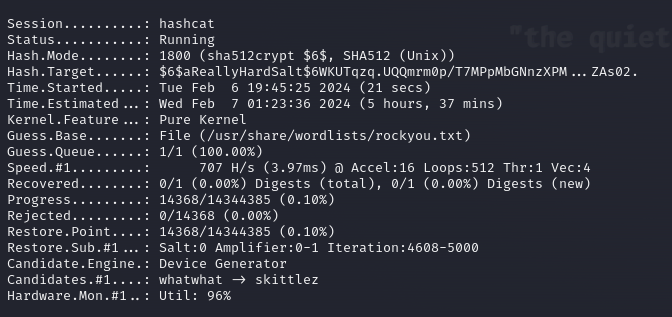 "the quiet
Session..........: hashcat
Status...........: Running
Hash.Mode........: 1800 (sha512crypt $6$, SHA512 (Unix))
Hash.Target......: $6$aReallyHardSalt$6WKUTqzq.UQQmrm0p/T7MPpMbGNnzXPM...ZAs02.
Time.Started.....: Tue Feb  6 19:45:25 2024 (21 secs)
Time.Estimated...: Wed Feb  7 01:23:36 2024 (5 hours, 37 mins)
Kernel.Feature...: Pure Kernel
Guess.Base.......: File (/usr/share/wordlists/rockyou.txt)
Guess.Queue......: 1/1 (100.00%)
Speed.#1.........:      707 H/s (3.97ms) @ Accel:16 Loops:512 Thr:1 Vec:4
Recovered........: 0/1 (0.00%) Digests (total), 0/1 (0.00%) Digests (new)
Progress.........: 14368/14344385 (0.10%)
Rejected.........: 0/14368 (0.00%)
Restore.Point....: 14368/14344385 (0.10%)
Restore.Sub.#1...: Salt:0 Amplifier:0-1 Iteration:4608-5000
Candidate.Engine.: Device Generator
Candidates.#1....: whatwhat -> skittlez
Hardware.Mon.#1..: Util: 96%